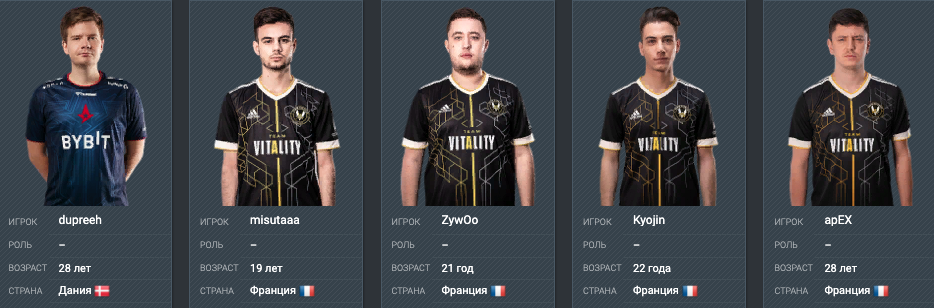 BYBIT
TEAM
VITALITY
TEAM
VITALITY
TEAM
VITALITY
TEAM
VITALITY
ИГРОК dupreeh
РОЛЬ –
ВОЗРАСТ 28 лет
СТРАНА Дания
ИГРОК misutaaa
РОЛЬ –
ВОЗРАСТ 19 лет
СТРАНА Франция
ИГРОК ZywOo
РОЛЬ –
ВОЗРАСТ 21 год
СТРАНА Франция
ИГРОК Kyojin
РОЛЬ –
ВОЗРАСТ 22 года
СТРАНА Франция
ИГРОК apEX
РОЛЬ –
ВОЗРАСТ 28 лет
СТРАНА Франция